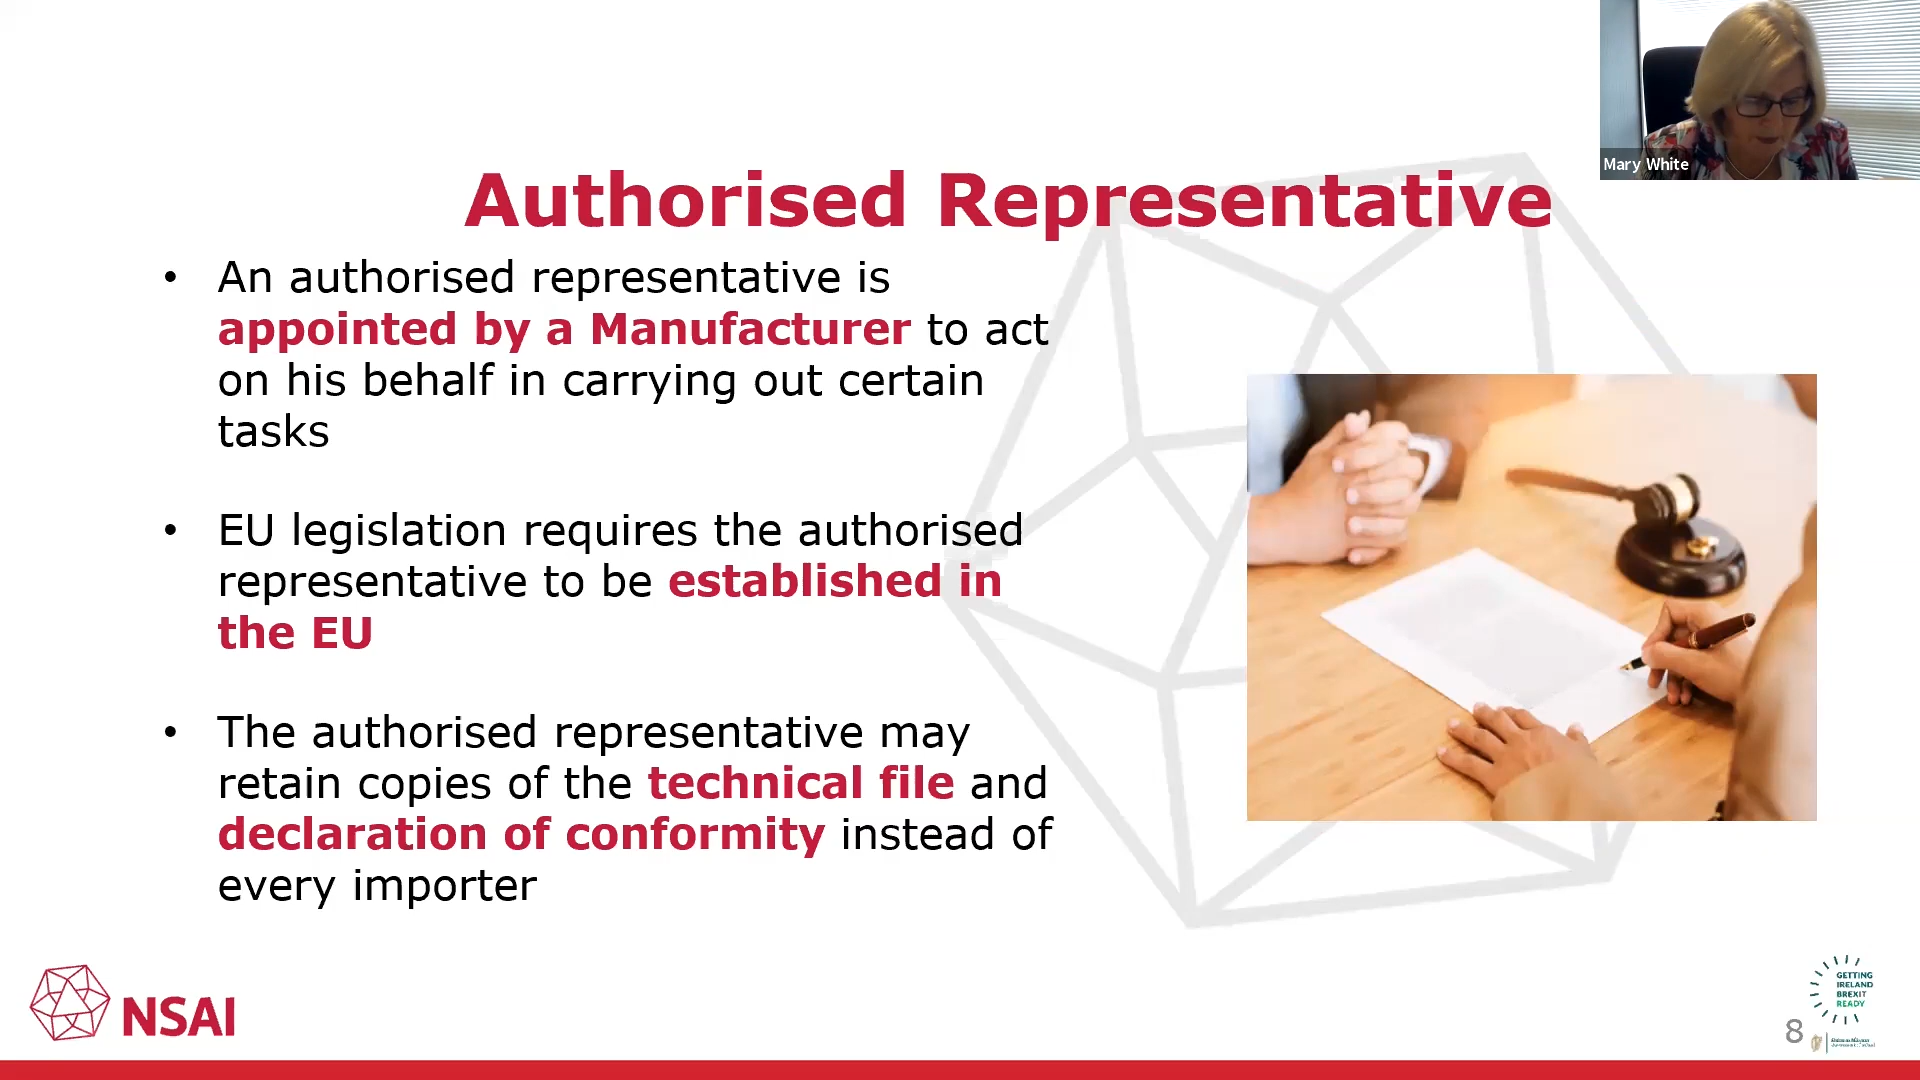 Mary White
Authorised Representative
• An authorised representative is
appointed by a Manufacturer to act
on his behalf in carrying out certain
tasks
• EU legislation requires the authorised
representative to be established in
the EU
• The authorised representative may
retain copies of the technical file and
declaration of conformity instead of
every importer
NSAI
GETTING
IRELAND
BREXIT
READY
8